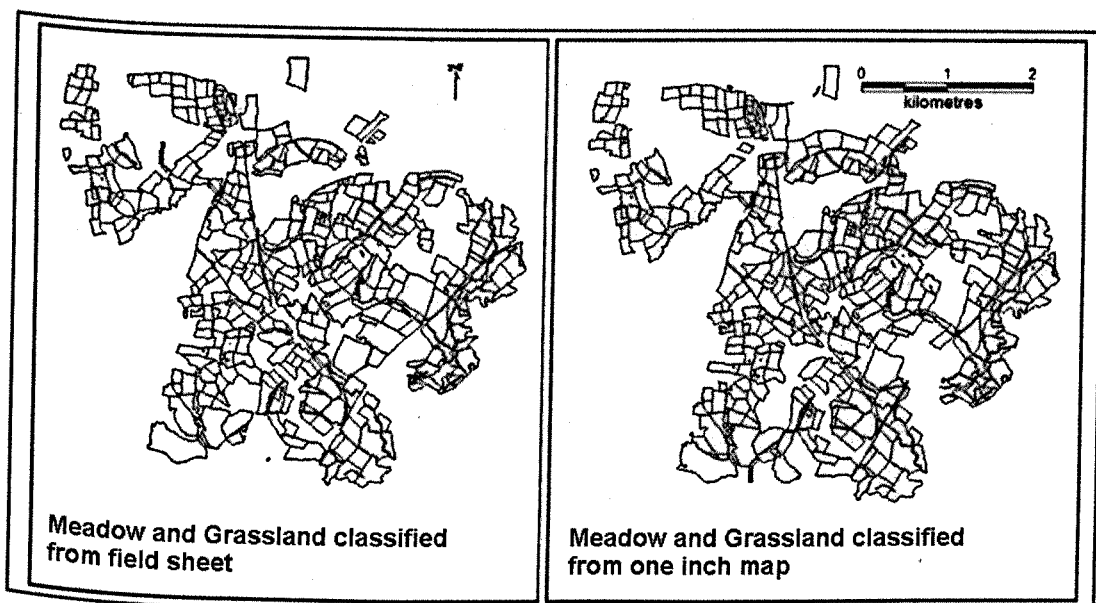 0 1 2
kilometres
Meadow and Grassland classified
from field sheet
Meadow and Grassland classified
from one inch map